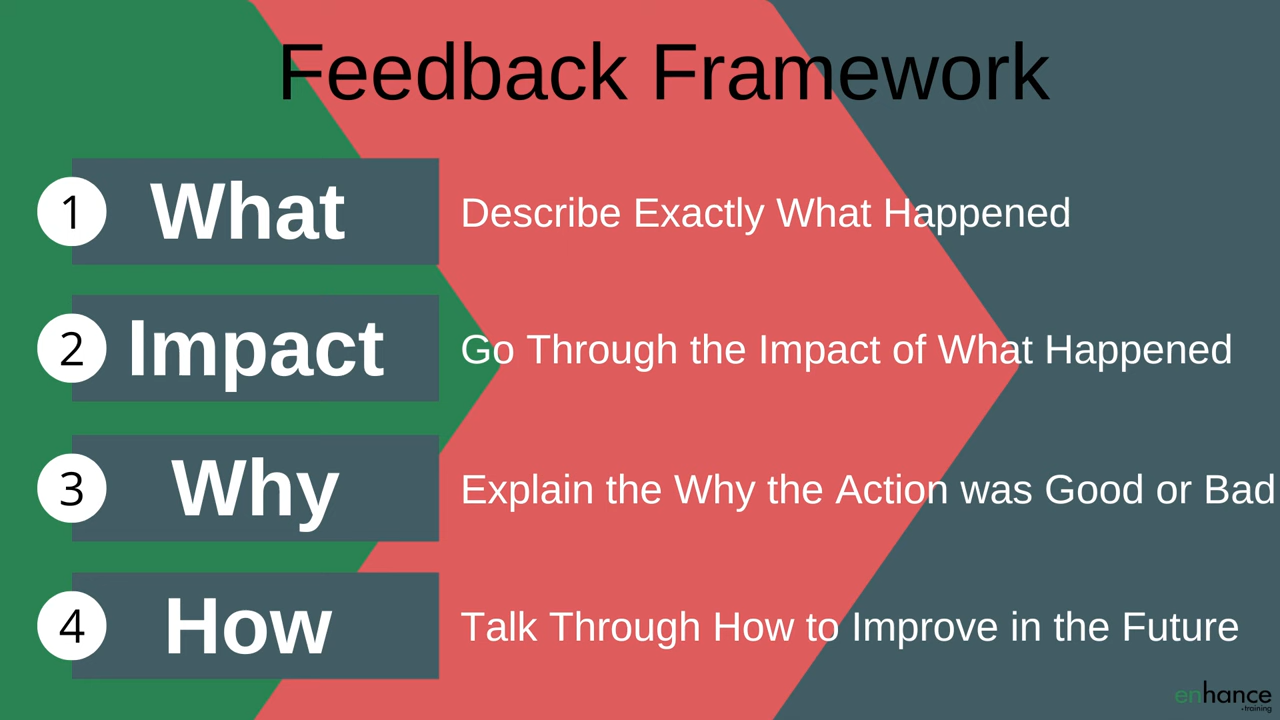 Feedback Framework
1 What Describe Exactly What Happened
2 Impact Go Through the Impact of What Happened
3 Why Explain the Why the Action was Good or Bad
4 How Talk Through How to Improve in the Future
enhance
.training